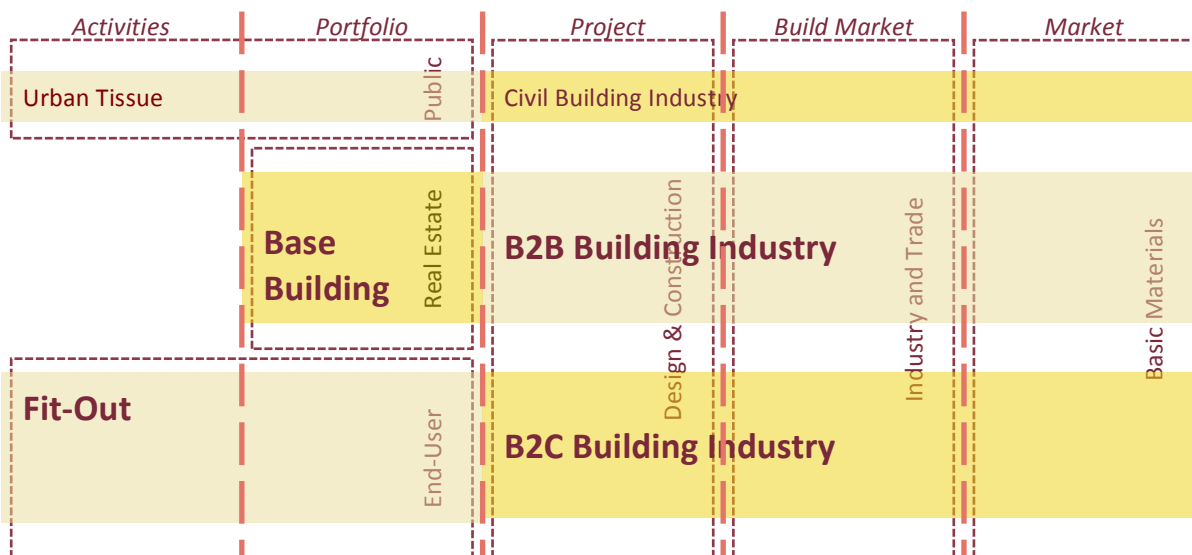 Activities
Portfolio
Project
Build Market
Market
Urban Tissue
Public
Civil Building Industry
Base
Building
Real Estate
B2B Building Industry
Design & Construction
Industry and Trade
Basic Materials
Fit-Out
End-User
B2C Building Industry